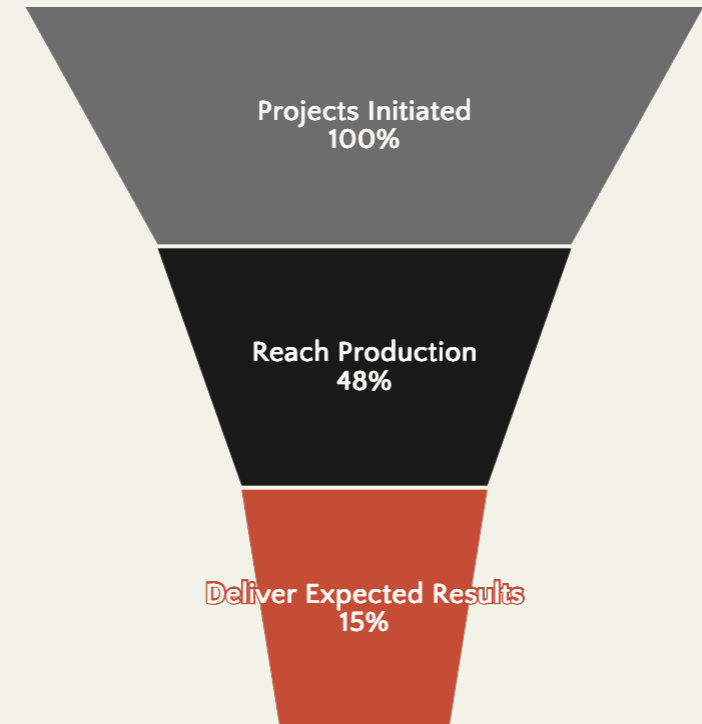 Projects Initiated
100%
Reach Production
48%
Deliver Expected Results
15%